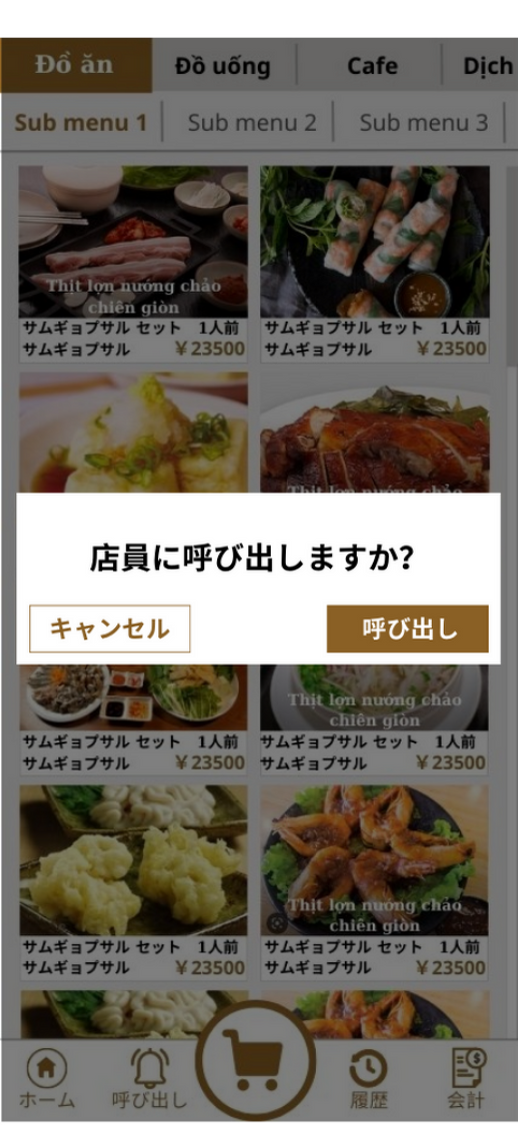 Đồ ăn
Đồ uống
Cafe
Dịch
Sub menu 1
Sub menu 2
Sub menu 3
Thịt lợn nướng chảo
chiên giòn
サムギョプサル セット 1人前
サムギョプサル ¥23500
サムギョプサル セット 1人前
サムギョプサル ¥23500
Thịt lợn nướng chảo
店員に呼び出しますか?
キャンセル
呼び出し
Thịt lợn nướng chảo
chiên giòn
サムギョプサル セット 1人前
サムギョプサル ¥23500
サムギョプサル セット 1人前
サムギョプサル ¥23500
Thịt lợn nướng chảo
chiên giòn
サムギョプサル セット 1人前
サムギョプサル ¥23500
サムギョプサル セット 1人前
サムギョプサル ¥23500
ホーム
呼び出し
履歴
会計